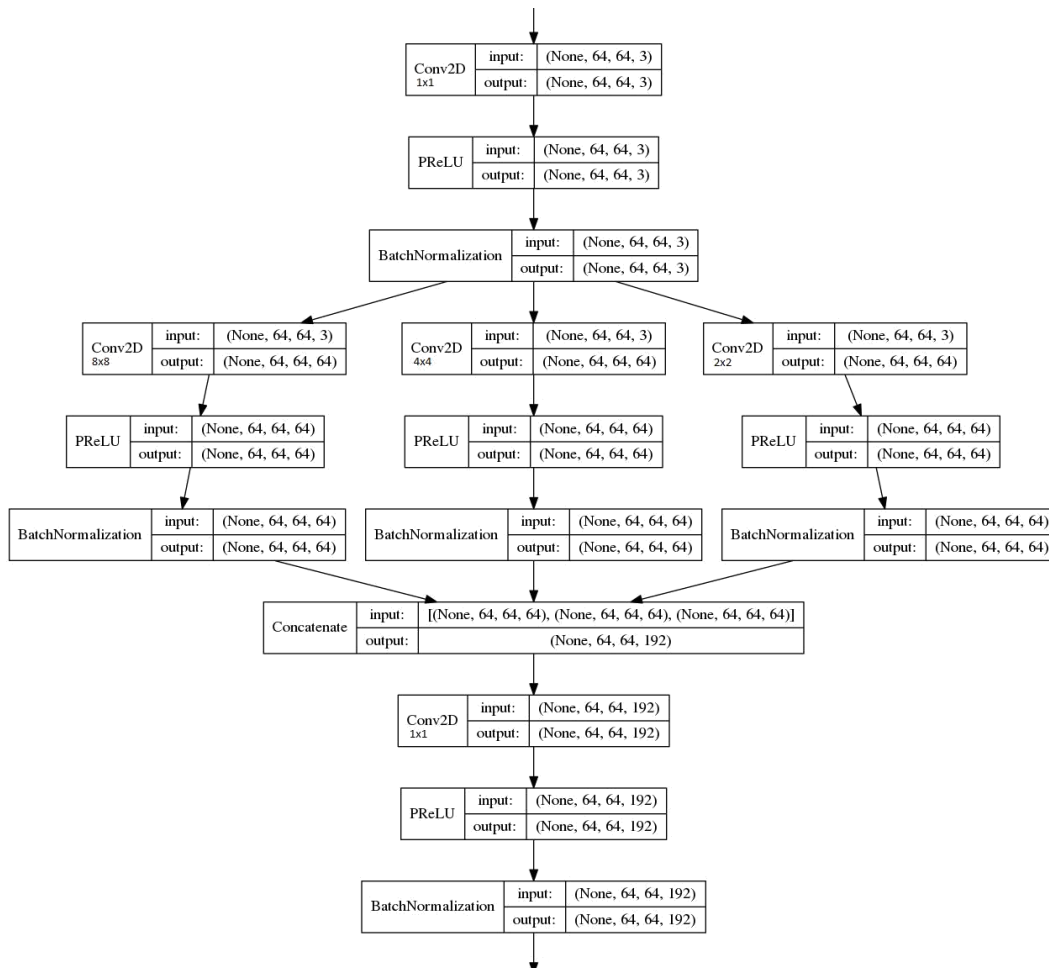 Conv2D
1x1
input: (None, 64, 64, 3)
output: (None, 64, 64, 3)
PReLU
input: (None, 64, 64, 3)
output: (None, 64, 64, 3)
BatchNormalization
input: (None, 64, 64, 3)
output: (None, 64, 64, 3)
Conv2D
8x8
input: (None, 64, 64, 3)
output: (None, 64, 64, 64)
Conv2D
4x4
input: (None, 64, 64, 3)
output: (None, 64, 64, 64)
Conv2D
2x2
input: (None, 64, 64, 3)
output: (None, 64, 64, 64)
PReLU
input: (None, 64, 64, 64)
output: (None, 64, 64, 64)
PReLU
input: (None, 64, 64, 64)
output: (None, 64, 64, 64)
PReLU
input: (None, 64, 64, 64)
output: (None, 64, 64, 64)
BatchNormalization
input: (None, 64, 64, 64)
output: (None, 64, 64, 64)
BatchNormalization
input: (None, 64, 64, 64)
output: (None, 64, 64, 64)
BatchNormalization
input: (None, 64, 64, 64)
output: (None, 64, 64, 64)
Concatenate
input: [(None, 64, 64, 64), (None, 64, 64, 64), (None, 64, 64, 64)]
output: (None, 64, 64, 192)
Conv2D
1x1
input: (None, 64, 64, 192)
output: (None, 64, 64, 192)
PReLU
input: (None, 64, 64, 192)
output: (None, 64, 64, 192)
BatchNormalization
input: (None, 64, 64, 192)
output: (None, 64, 64, 192)